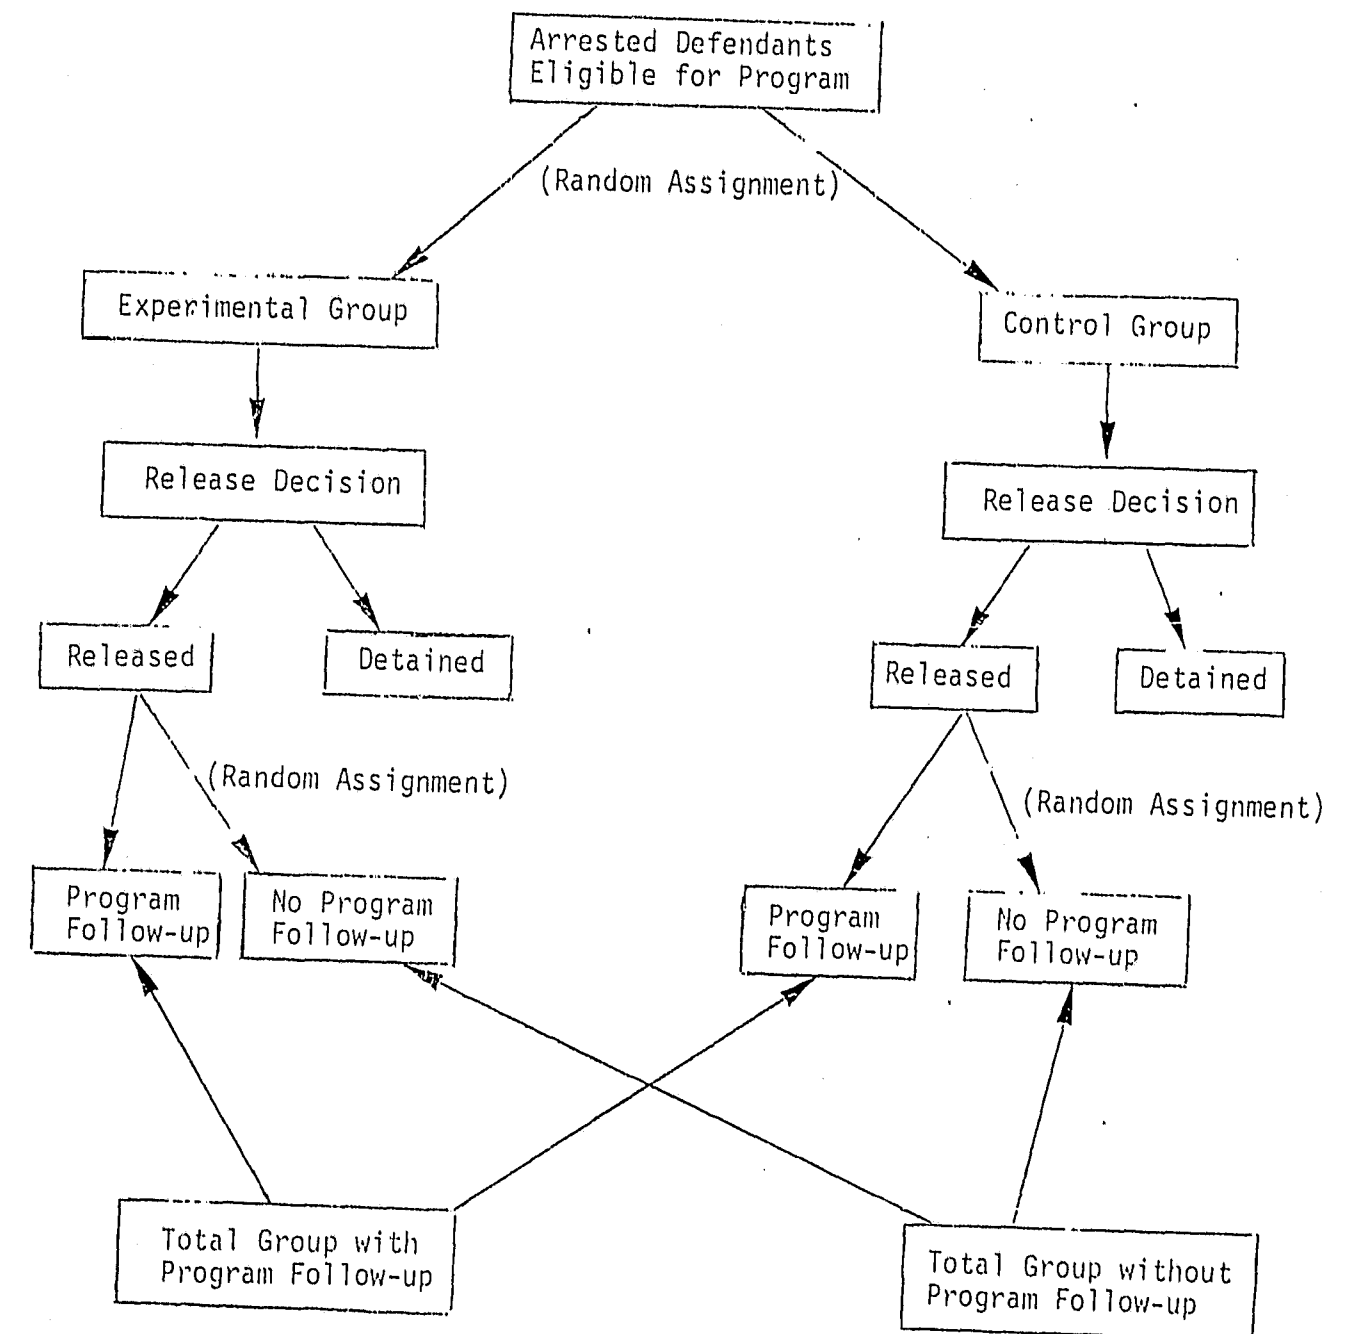 Arrested Defendants
Eligible for Program
(Random Assignment)
Experimental Group
Control Group
Release Decision
Release Decision
Released
Detained
Released
Detained
(Random Assignment)
(Random Assignment)
Program
Follow-up
No Program
Follow-up
Program
Follow-up
No Program
Follow-up
Total Group with
Program Follow-up
Total Group without
Program Follow-up